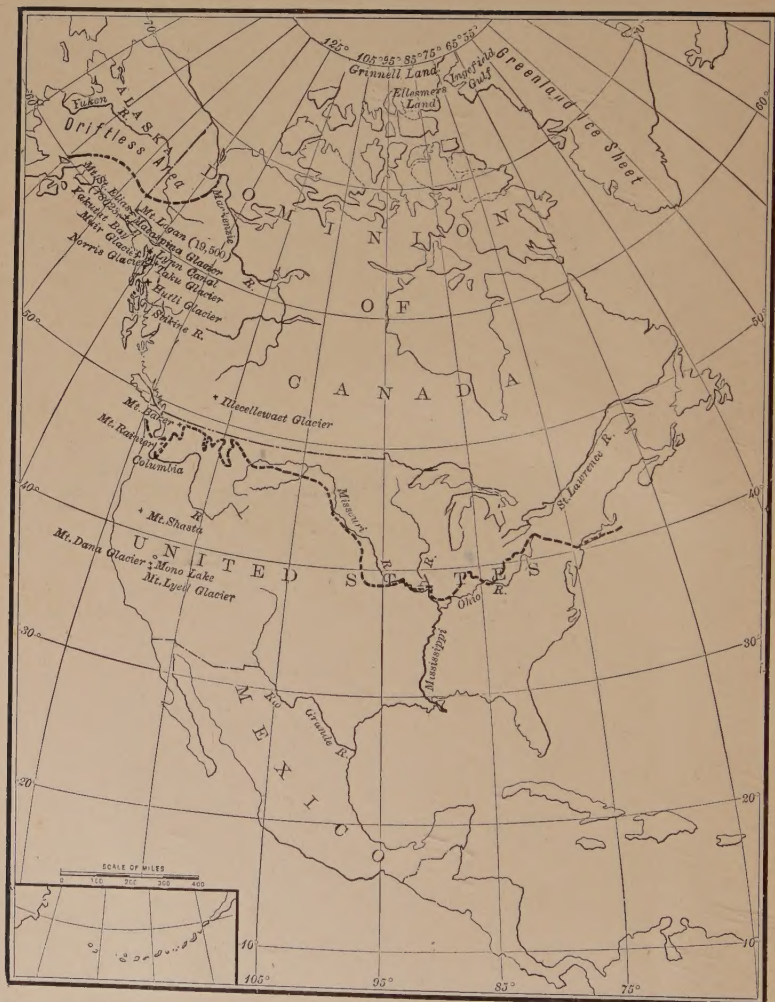 70°
125° 105° 95° 85° 75° 65° 55°
Grinnell Land
Ellesmere Land
Inglefield Gulf
Greenland Ice Sheet
60°
60°
ALASKA
Yukon R.
Driftless Area
Mackenzie R.
DOMINION
OF
CANADA
Mt. St. Elias
Mt. Logan (19,500)
Malaspina Glacier
Yakutat Bay
Lynn Canal
Muir Glacier
Taku Glacier
Norris Glacier
Hutli Glacier
Stikine R.
50°
50°
Illecellewaet Glacier
Mt. Baker
Mt. Rainier
Columbia
R.
Missouri
R.
St. Lawrence R.
40°
40°
Mt. Shasta
UNITED STATES
Mt. Dana Glacier
Mono Lake
Mt. Lyell Glacier
R.
Ohio
R.
Mississippi
30°
30°
MEXICO
Rio Grande R.
20°
20°
SCALE OF MILES
0 100 200 300 400
10
10
105°
95°
85°
75°